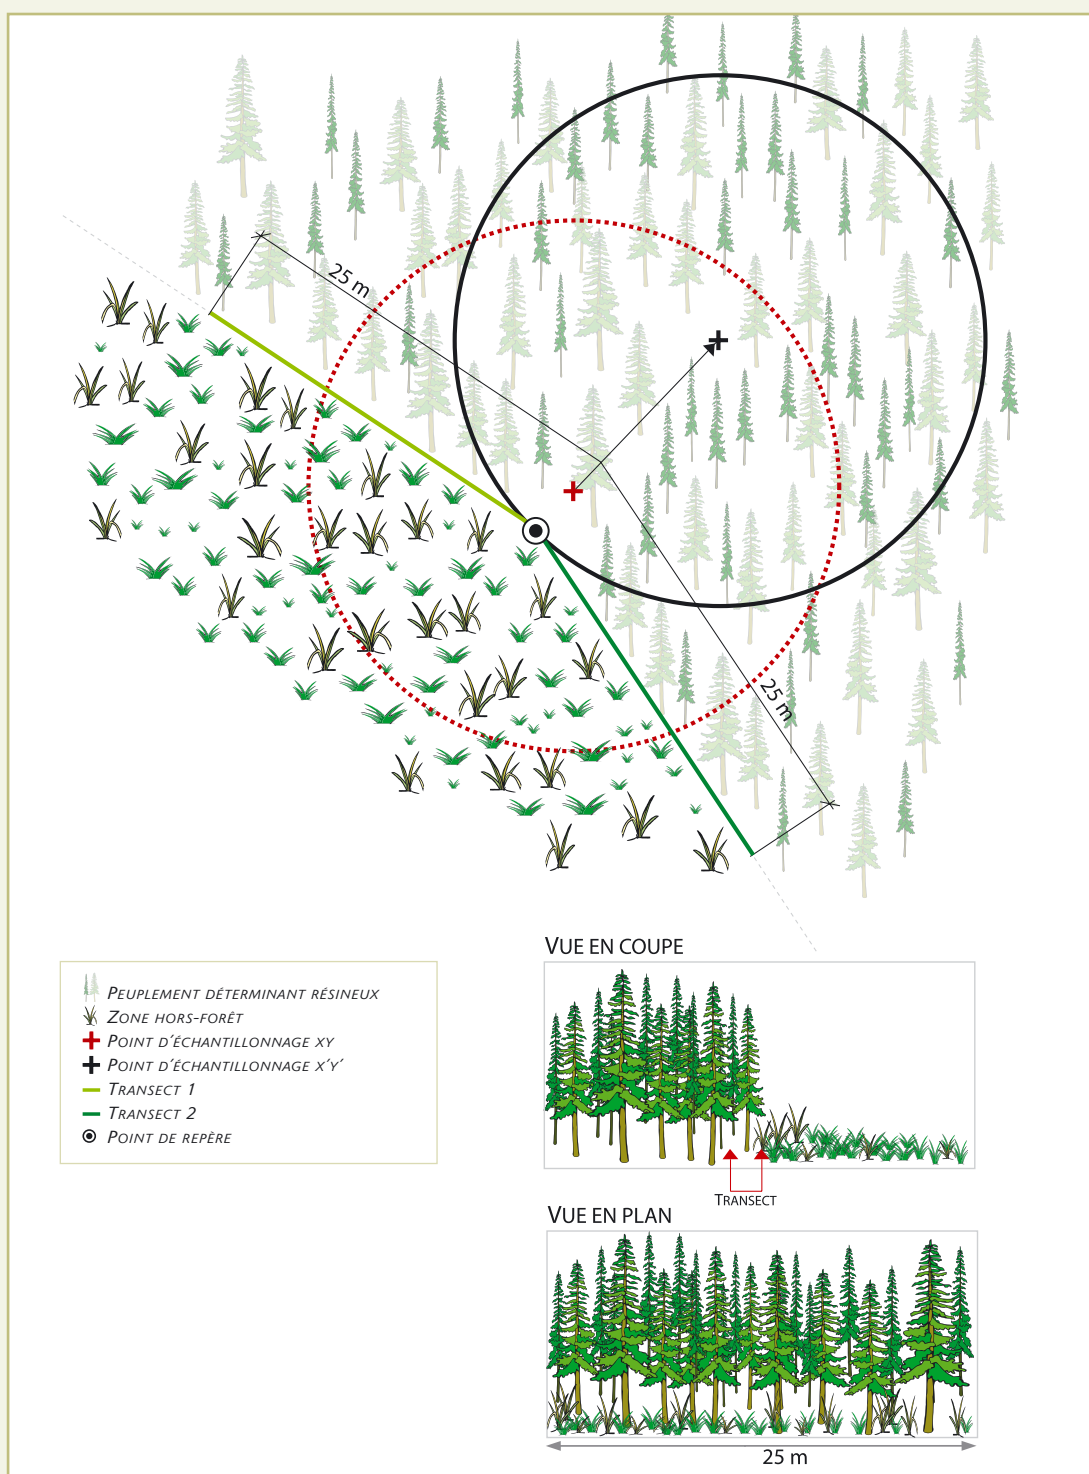 25 m
25 m
VUE EN COUPE
PEUPLEMENT DÉTERMINANT RÉSINEUX
ZONE HORS-FORÊT
POINT D'ÉCHANTILLONNAGE XY
POINT D'ÉCHANTILLONNAGE X'Y'
TRANSECT 1
TRANSECT 2
POINT DE REPÈRE
TRANSECT
VUE EN PLAN
25 m